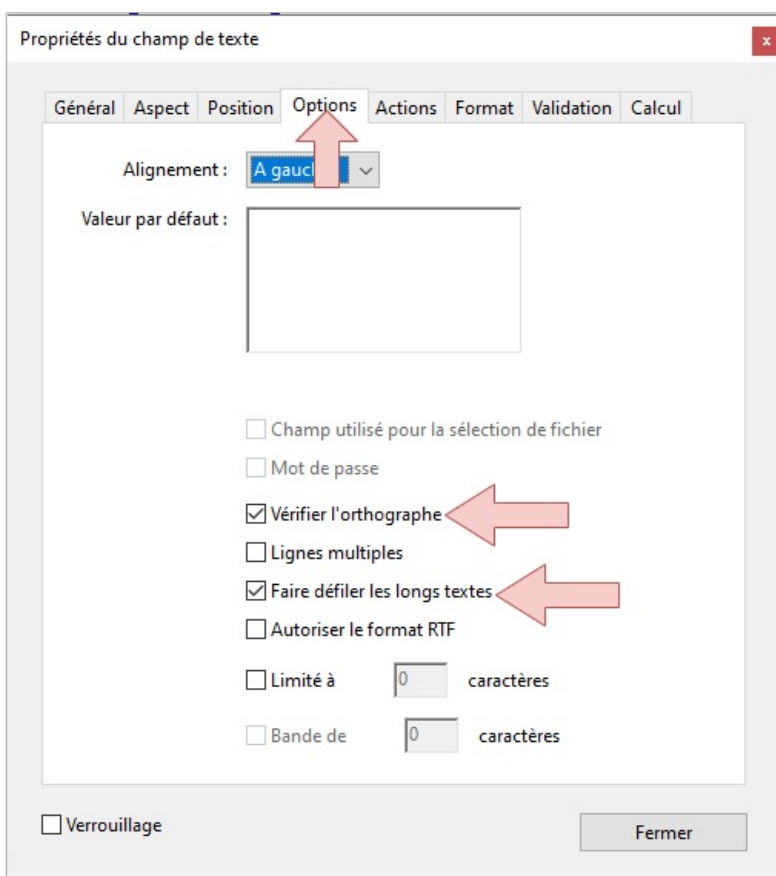 Propriétés du champ de texte
x
Général Aspect Position Options Actions Format Validation Calcul
Alignement : A gauc
Valeur par défaut :
Champ utilisé pour la sélection de fichier
Mot de passe
Vérifier l'orthographe
Lignes multiples
Faire défiler les longs textes
Autoriser le format RTF
Limité à 0 caractères
Bande de 0 caractères
Verrouillage
Fermer